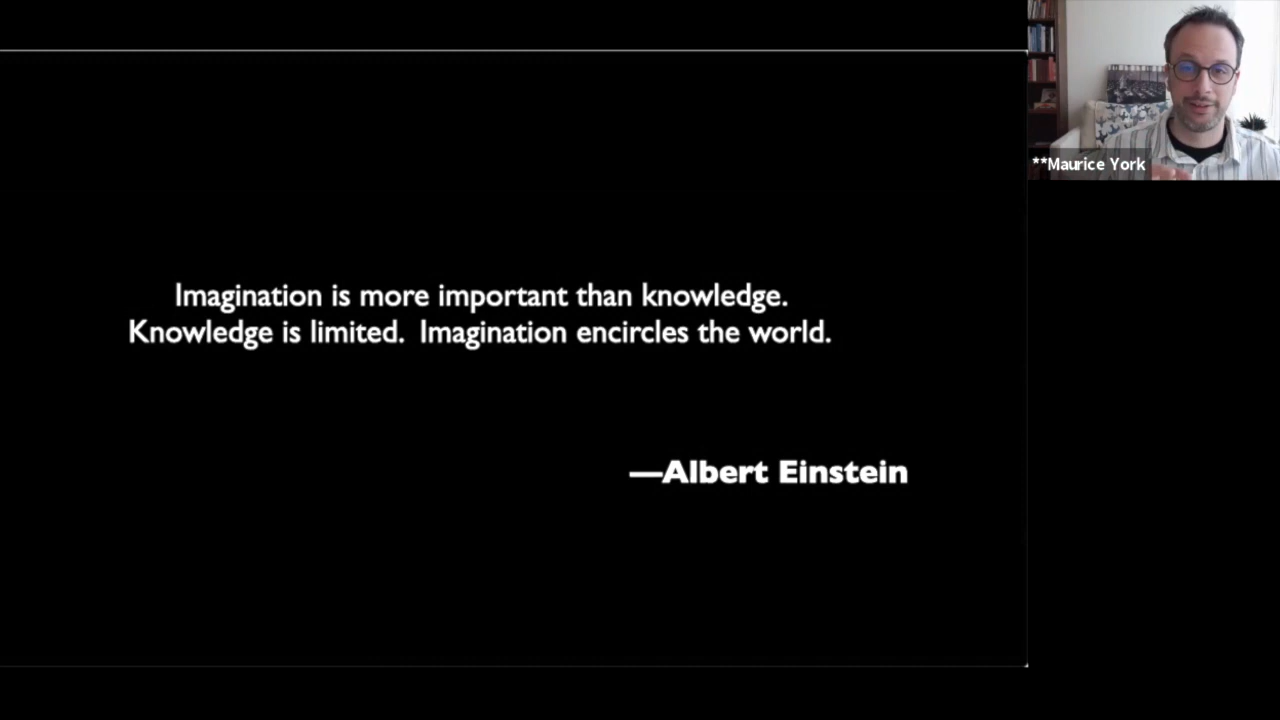 **Maurice York
Imagination is more important than knowledge.
Knowledge is limited.  Imagination encircles the world.
—Albert Einstein